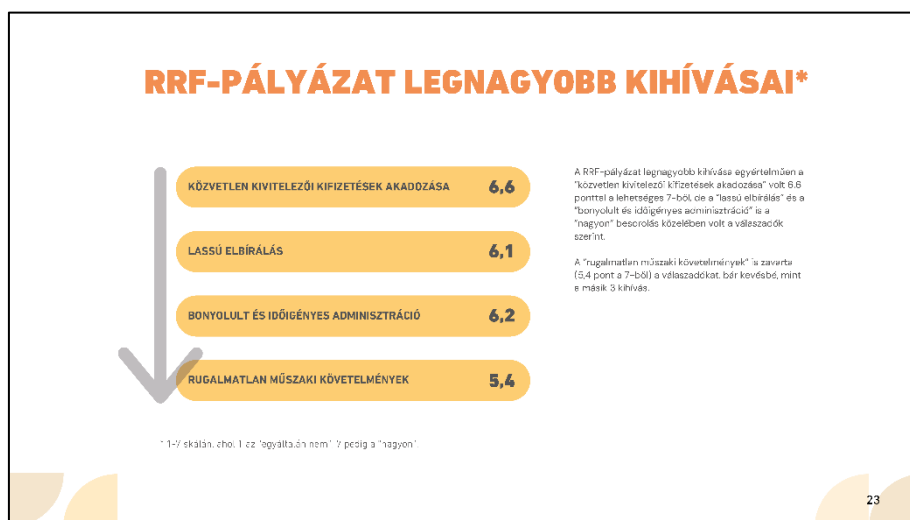 RRF-PÁLYÁZAT LEGNAGYOBB KIHÍVÁSAI*
KÖZVETLEN KIVITELEZŐI KIFIZETÉSEK AKADOZÁSA 6,6
LASSÚ ELBÍRÁLÁS 6,1
BONYOLULT ÉS IDŐIGÉNYES ADMINISZTRÁCIÓ 6,2
RUGALMATLAN MŰSZAKI KÖVETELMÉNYEK 5,4
* 1-7 skálán, ahol 1 az "egyáltalán nem", 7 pedig a "nagyon".
A RRF-pályázat legnagyobb kihívása egyértelműen a
"közvetlen kivitelezői kifizetések akadozása" volt 6.6
ponttal a lehetséges 7-ből, de a "lassú elbírálás" és a
"bonyolult és időigényes adminisztráció" is a
"nagyon" besorolás közelében volt a válaszadók
szerint.
A "rugalmatlan műszaki követelmények" is zavarta
(5,4 pont a 7-ből) a válaszadókat, bár kevésbé, mint
a másik 3 kihívás.
23